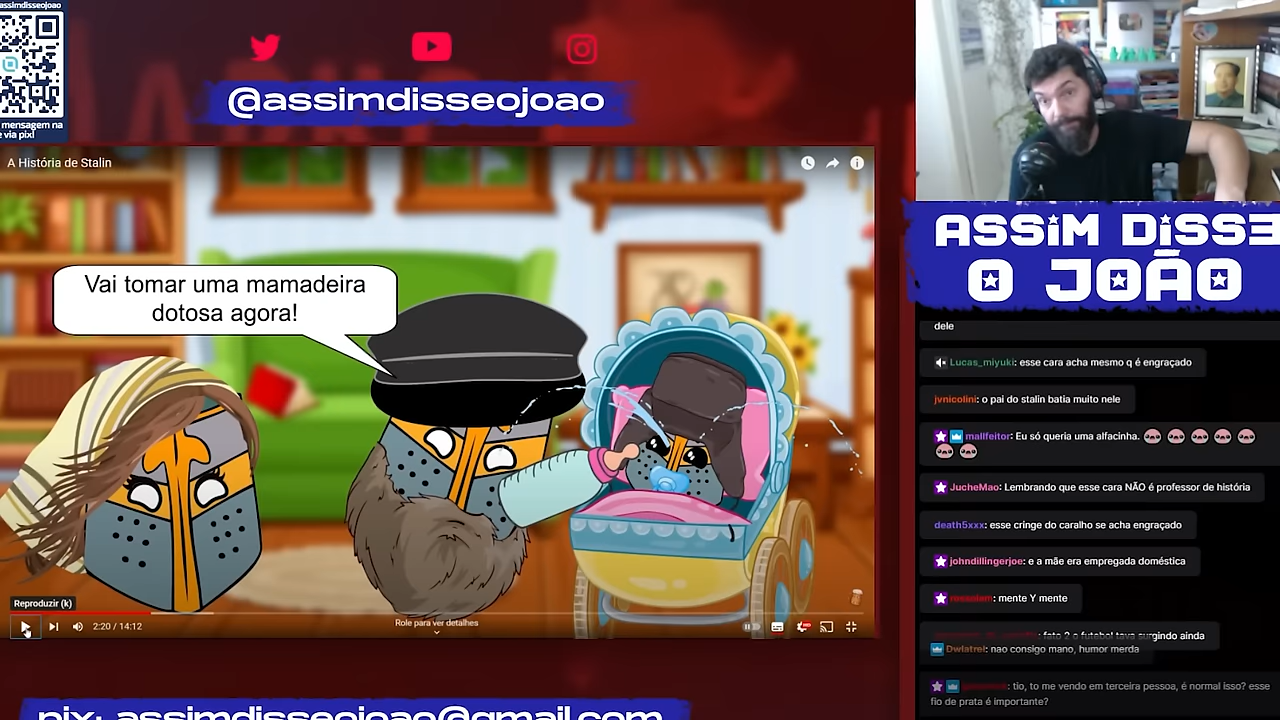 assimdisseojoao
mensagem na
via pix!
@assimdisseojoao
A História de Stalin
Vai tomar uma mamadeira
dotosa agora!
Reproduzir (k)
2:20 / 14:12
Role para ver detalhes
pix: assimdisseojoao@gmail.com
ASSIM DISSE
O JOÃO
dele
Lucas_miyuki: esse cara acha mesmo q é engraçado
jvnicolini: o pai do stalin batia muito nele
mallfeitor: Eu só queria uma alfacinha.
JucheMao: Lembrando que esse cara NÃO é professor de história
death5xxx: esse cringe do caralho se acha engraçado
johndillingerjoe: e a mãe era empregada doméstica
: mente Y mente
: fato 2 o futebol tava surgindo ainda
Dwlatrei: nao consigo mano, humor merda
: tio, to me vendo em terceira pessoa, é normal isso? esse
fio de prata é importante?